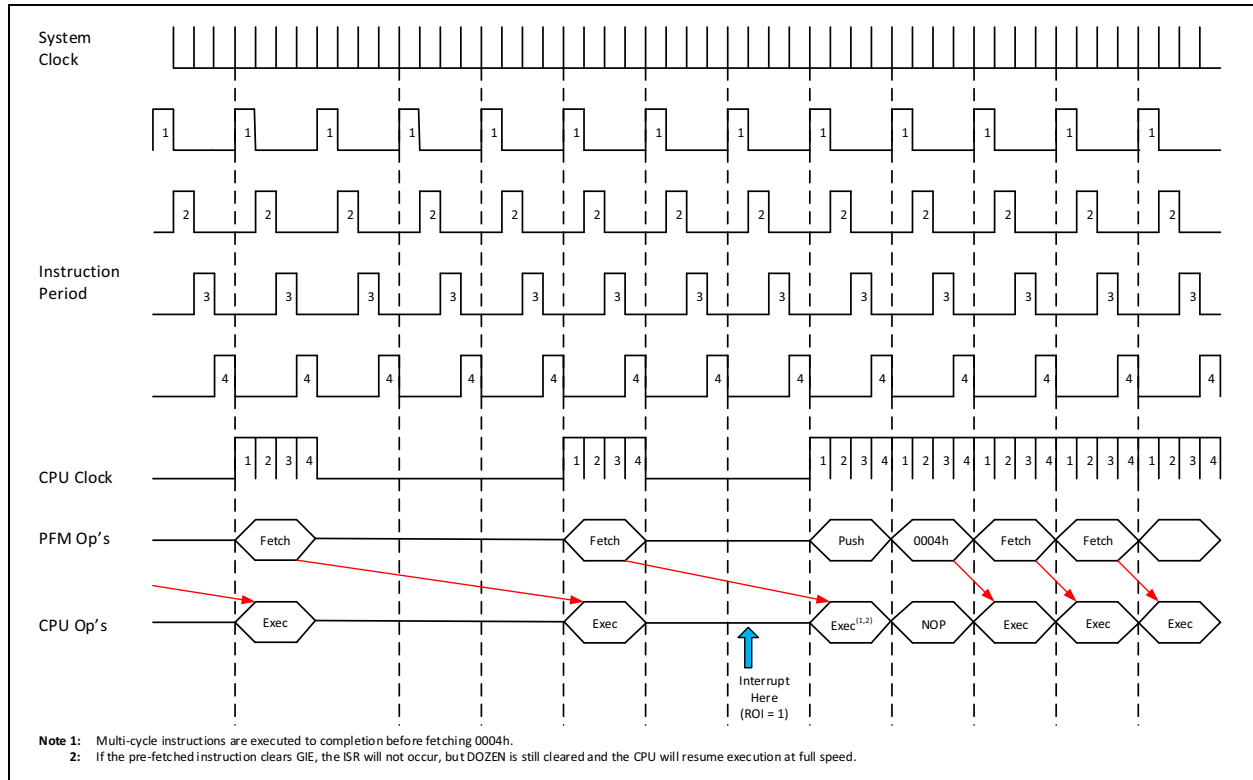 System
Clock
1 1 1 1 1 1 1 1 1 1 1 1 1
2 2 2 2 2 2 2 2 2 2 2 2 2
Instruction
Period
3 3 3 3 3 3 3 3 3 3 3 3 3
4 4 4 4 4 4 4 4 4 4 4 4 4
CPU Clock
1 2 3 4 1 2 3 4 1 2 3 4 1 2 3 4 1 2 3 4 1 2 3 4 1 2 3 4
PFM Op's
Fetch Fetch Push 0004h Fetch Fetch
CPU Op's
Exec Exec Exec(1,2) NOP Exec Exec Exec
Interrupt
Here
(ROI = 1)
Note 1: Multi-cycle instructions are executed to completion before fetching 0004h.
2: If the pre-fetched instruction clears GIE, the ISR will not occur, but DOZEN is still cleared and the CPU will resume execution at full speed.